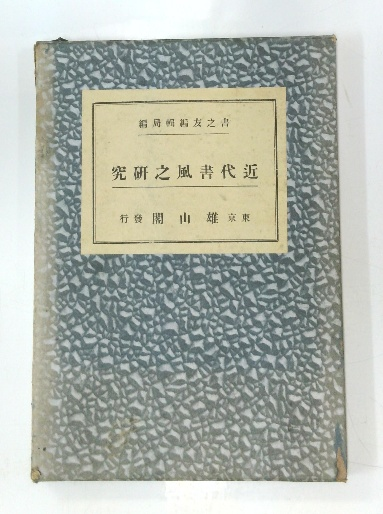 書之友編輯局編
近代書風之研究
東京 雄山閣 發行